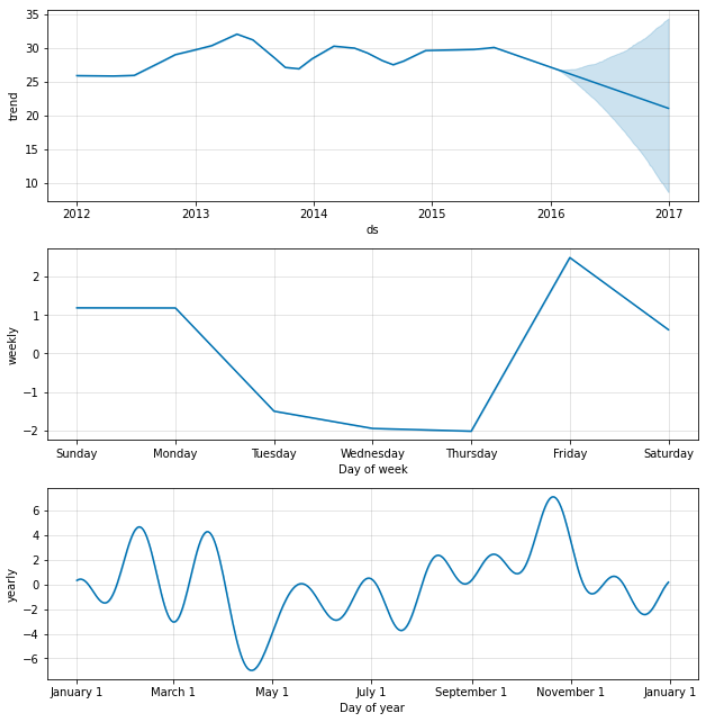 35
30
25
20
15
10
trend
2012 2013 2014 2015 2016 2017
ds
2
1
0
−1
−2
weekly
Sunday Monday Tuesday Wednesday Thursday Friday Saturday
Day of week
6
4
2
0
−2
−4
−6
yearly
January 1 March 1 May 1 July 1 September 1 November 1 January 1
Day of year